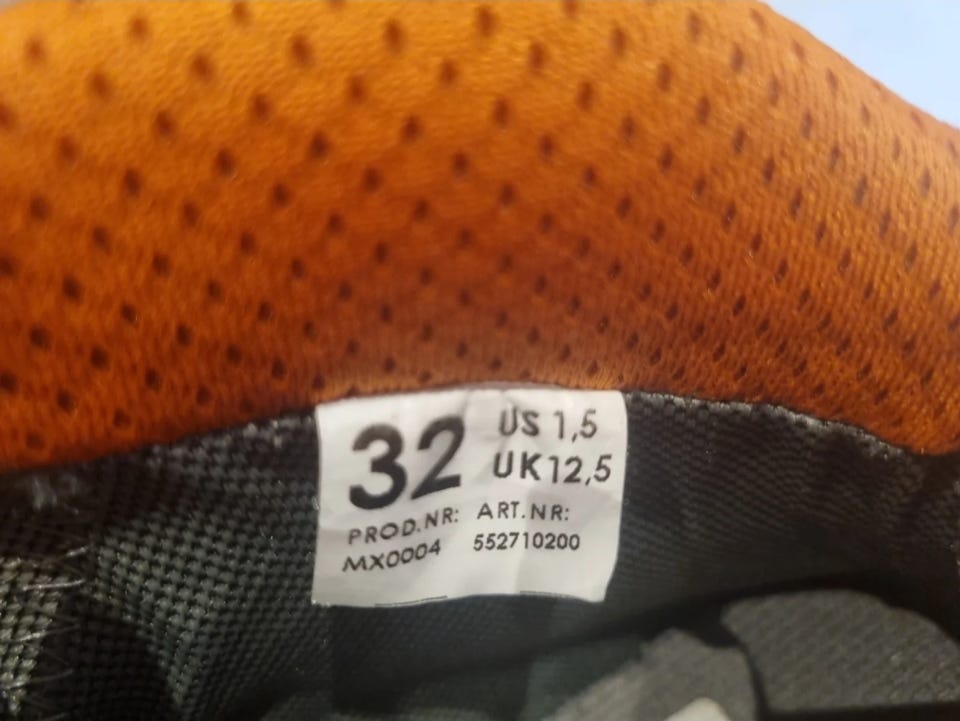 32
US 1,5
UK12,5
PROD.NR: ART.NR:
MX0004 552710200